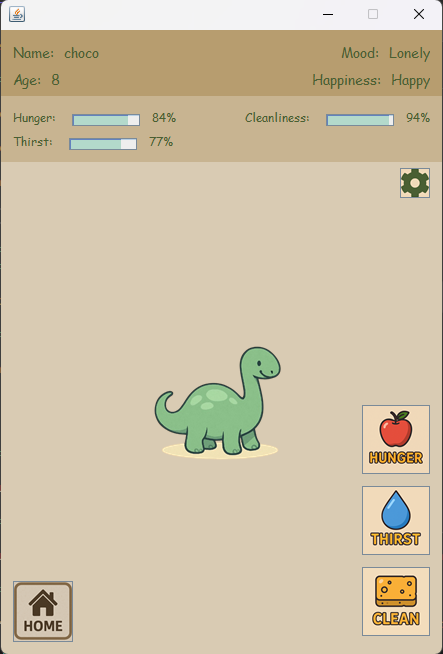 Name: choco Mood: Lonely
Age: 8 Happiness: Happy
Hunger: 84% Cleanliness: 94%
Thirst: 77%
HUNGER
THIRST
CLEAN
HOME